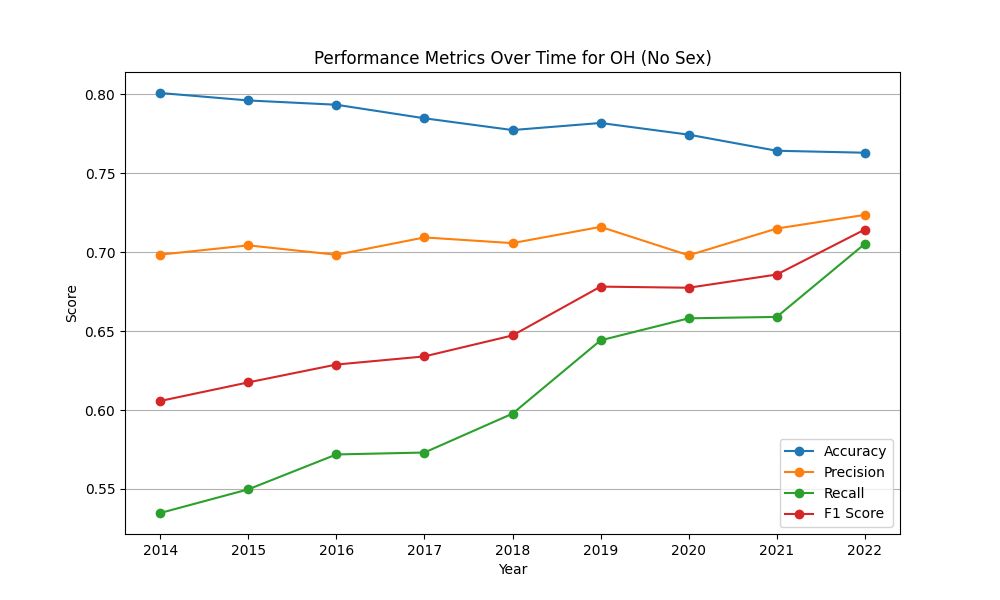 Performance Metrics Over Time for OH (No Sex)
0.80
0.75
0.70
0.65
0.60
0.55
Score
2014 2015 2016 2017 2018 2019 2020 2021 2022
Year
Accuracy
Precision
Recall
F1 Score